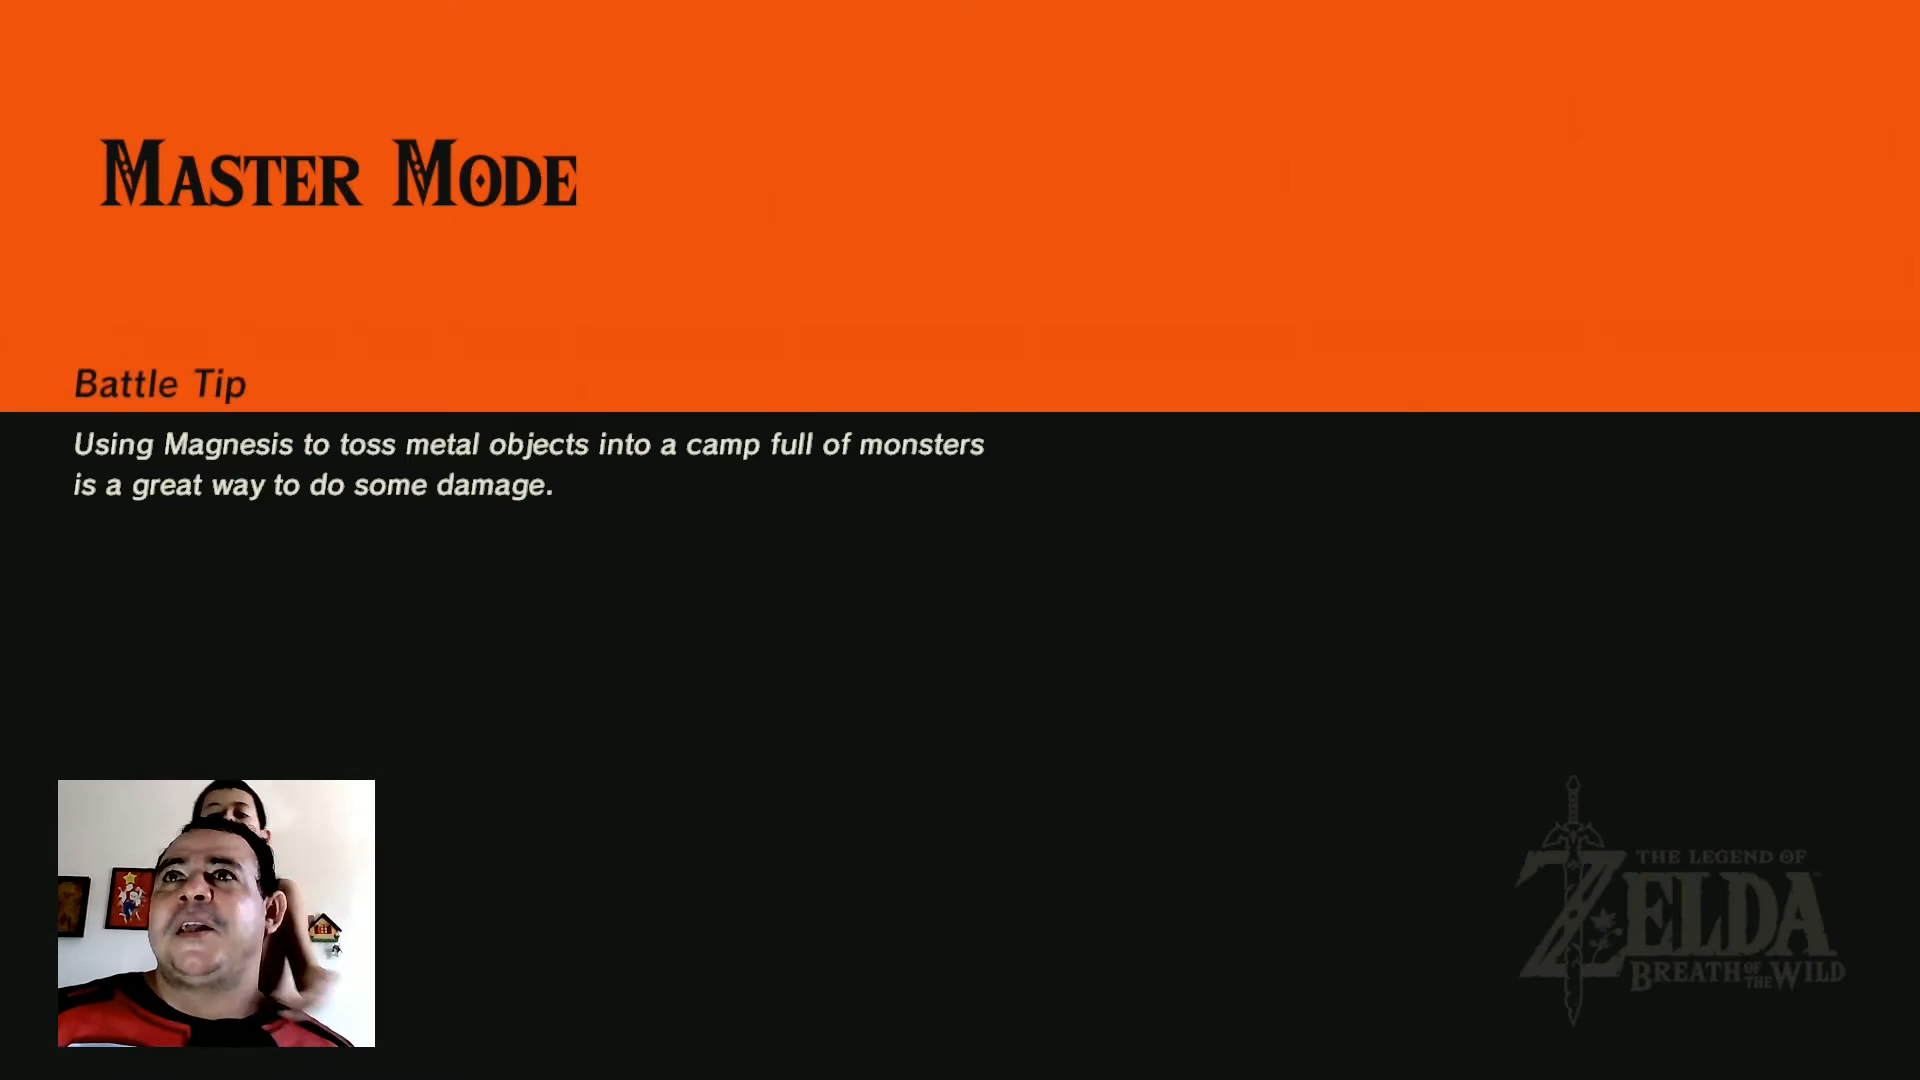 Master Mode
Battle Tip
Using Magnesis to toss metal objects into a camp full of monsters
is a great way to do some damage.
THE LEGEND OF
ZELDA
BREATH OF THE WILD